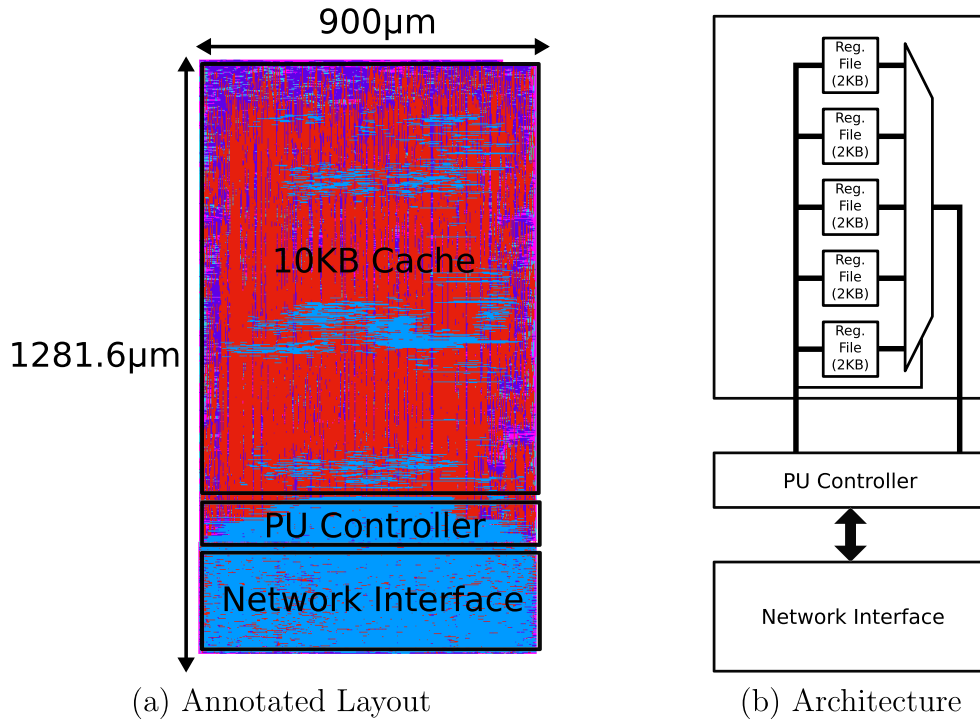 900µm
1281.6µm
10KB Cache
PU Controller
Network Interface
(a) Annotated Layout
Reg.
File
(2KB)
Reg.
File
(2KB)
Reg.
File
(2KB)
Reg.
File
(2KB)
Reg.
File
(2KB)
PU Controller
Network Interface
(b) Architecture